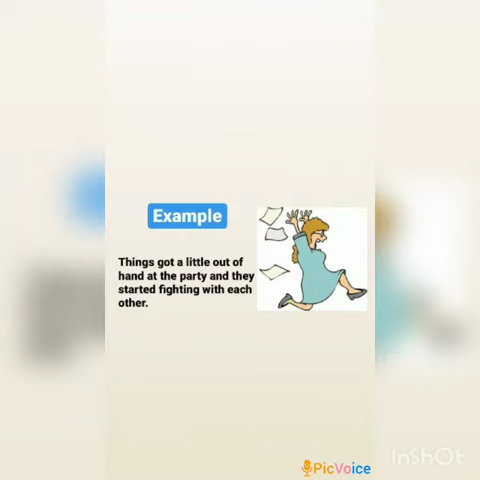 Example
Things got a little out of
hand at the party and they
started fighting with each
other.
PicVoice
InShOt